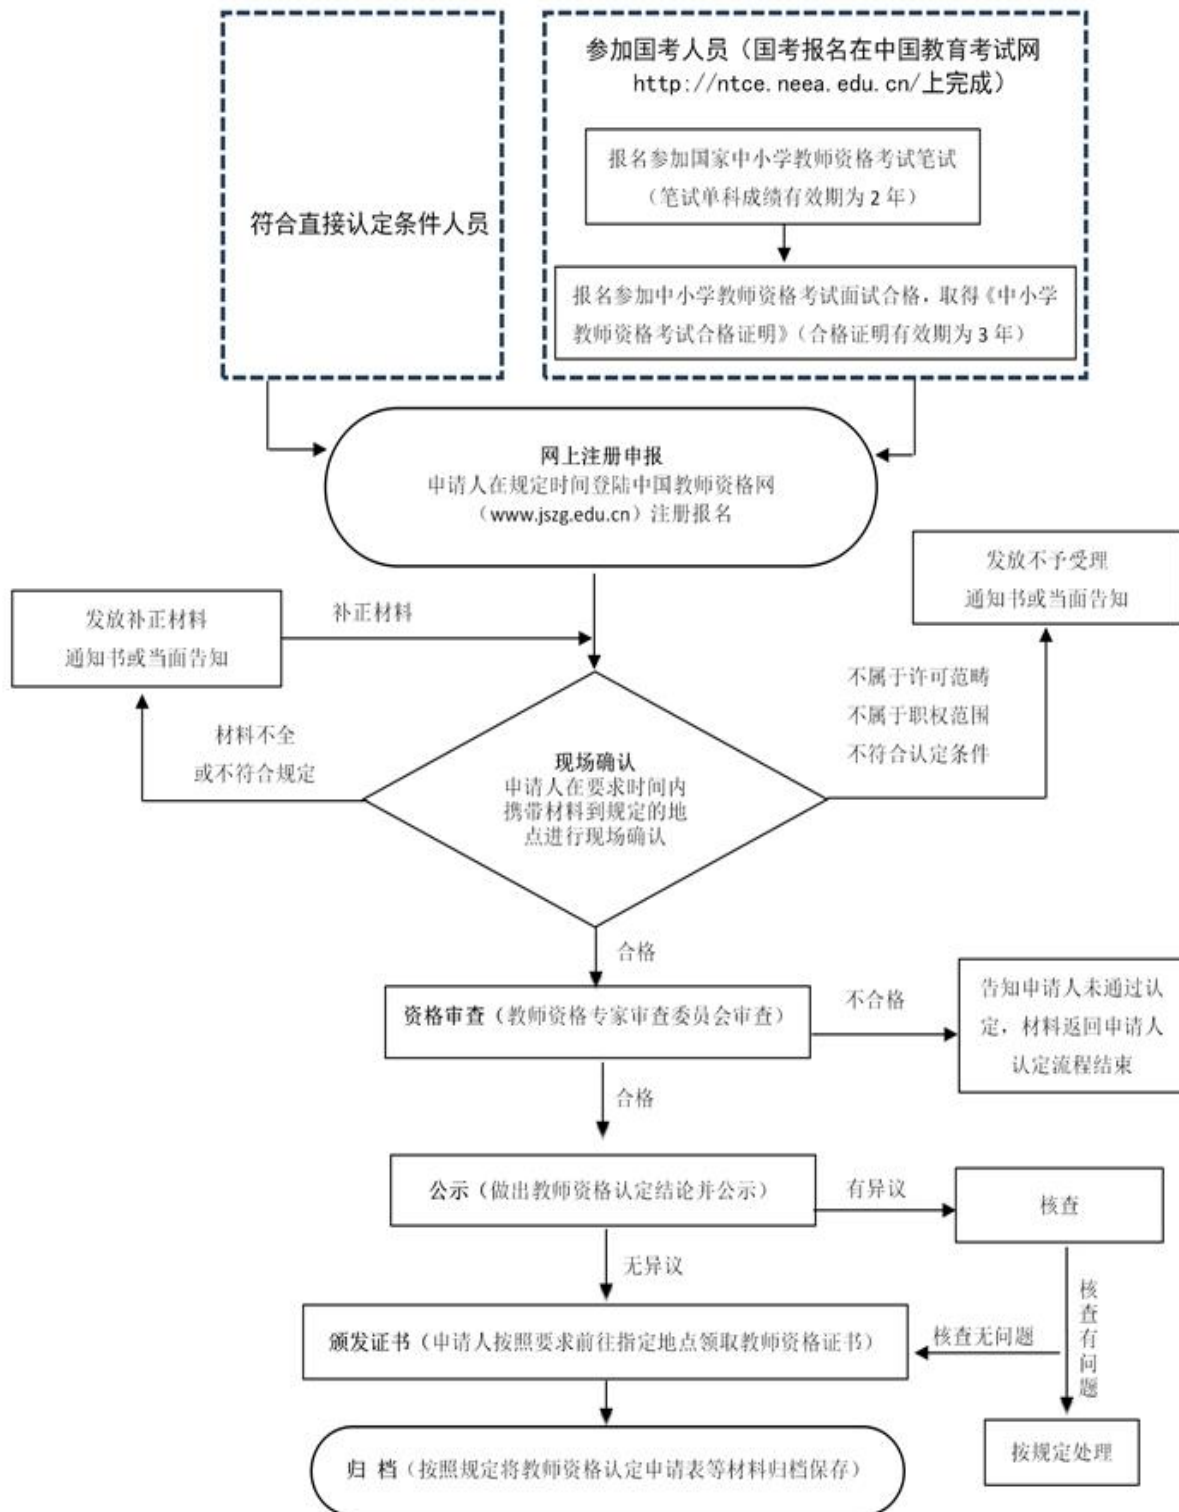 符合直接认定条件人员
参加国考人员（国考报名在中国教育考试网
http://ntce.neea.edu.cn/上完成）
报名参加国家中小学教师资格考试笔试
（笔试单科成绩有效期为 2 年）
报名参加中小学教师资格考试面试合格，取得《中小学
教师资格考试合格证明》（合格证明有效期为 3 年）
网上注册申报
申请人在规定时间登陆中国教师资格网
（www.jszg.edu.cn）注册报名
发放补正材料
通知书或当面告知
补正材料
发放不予受理
通知书或当面告知
材料不全
或不符合规定
不属于许可范畴
不属于职权范围
不符合认定条件
现场确认
申请人在要求时间内
携带材料到规定的地
点进行现场确认
合格
资格审查（教师资格专家审查委员会审查）
不合格
告知申请人未通过认
定，材料返回申请人
认定流程结束
合格
公示（做出教师资格认定结论并公示）
有异议
核查
无异议
颁发证书（申请人按照要求前往指定地点领取教师资格证书）
核查无问题
核查有问题
按规定处理
归 档（按照规定将教师资格认定申请表等材料归档保存）